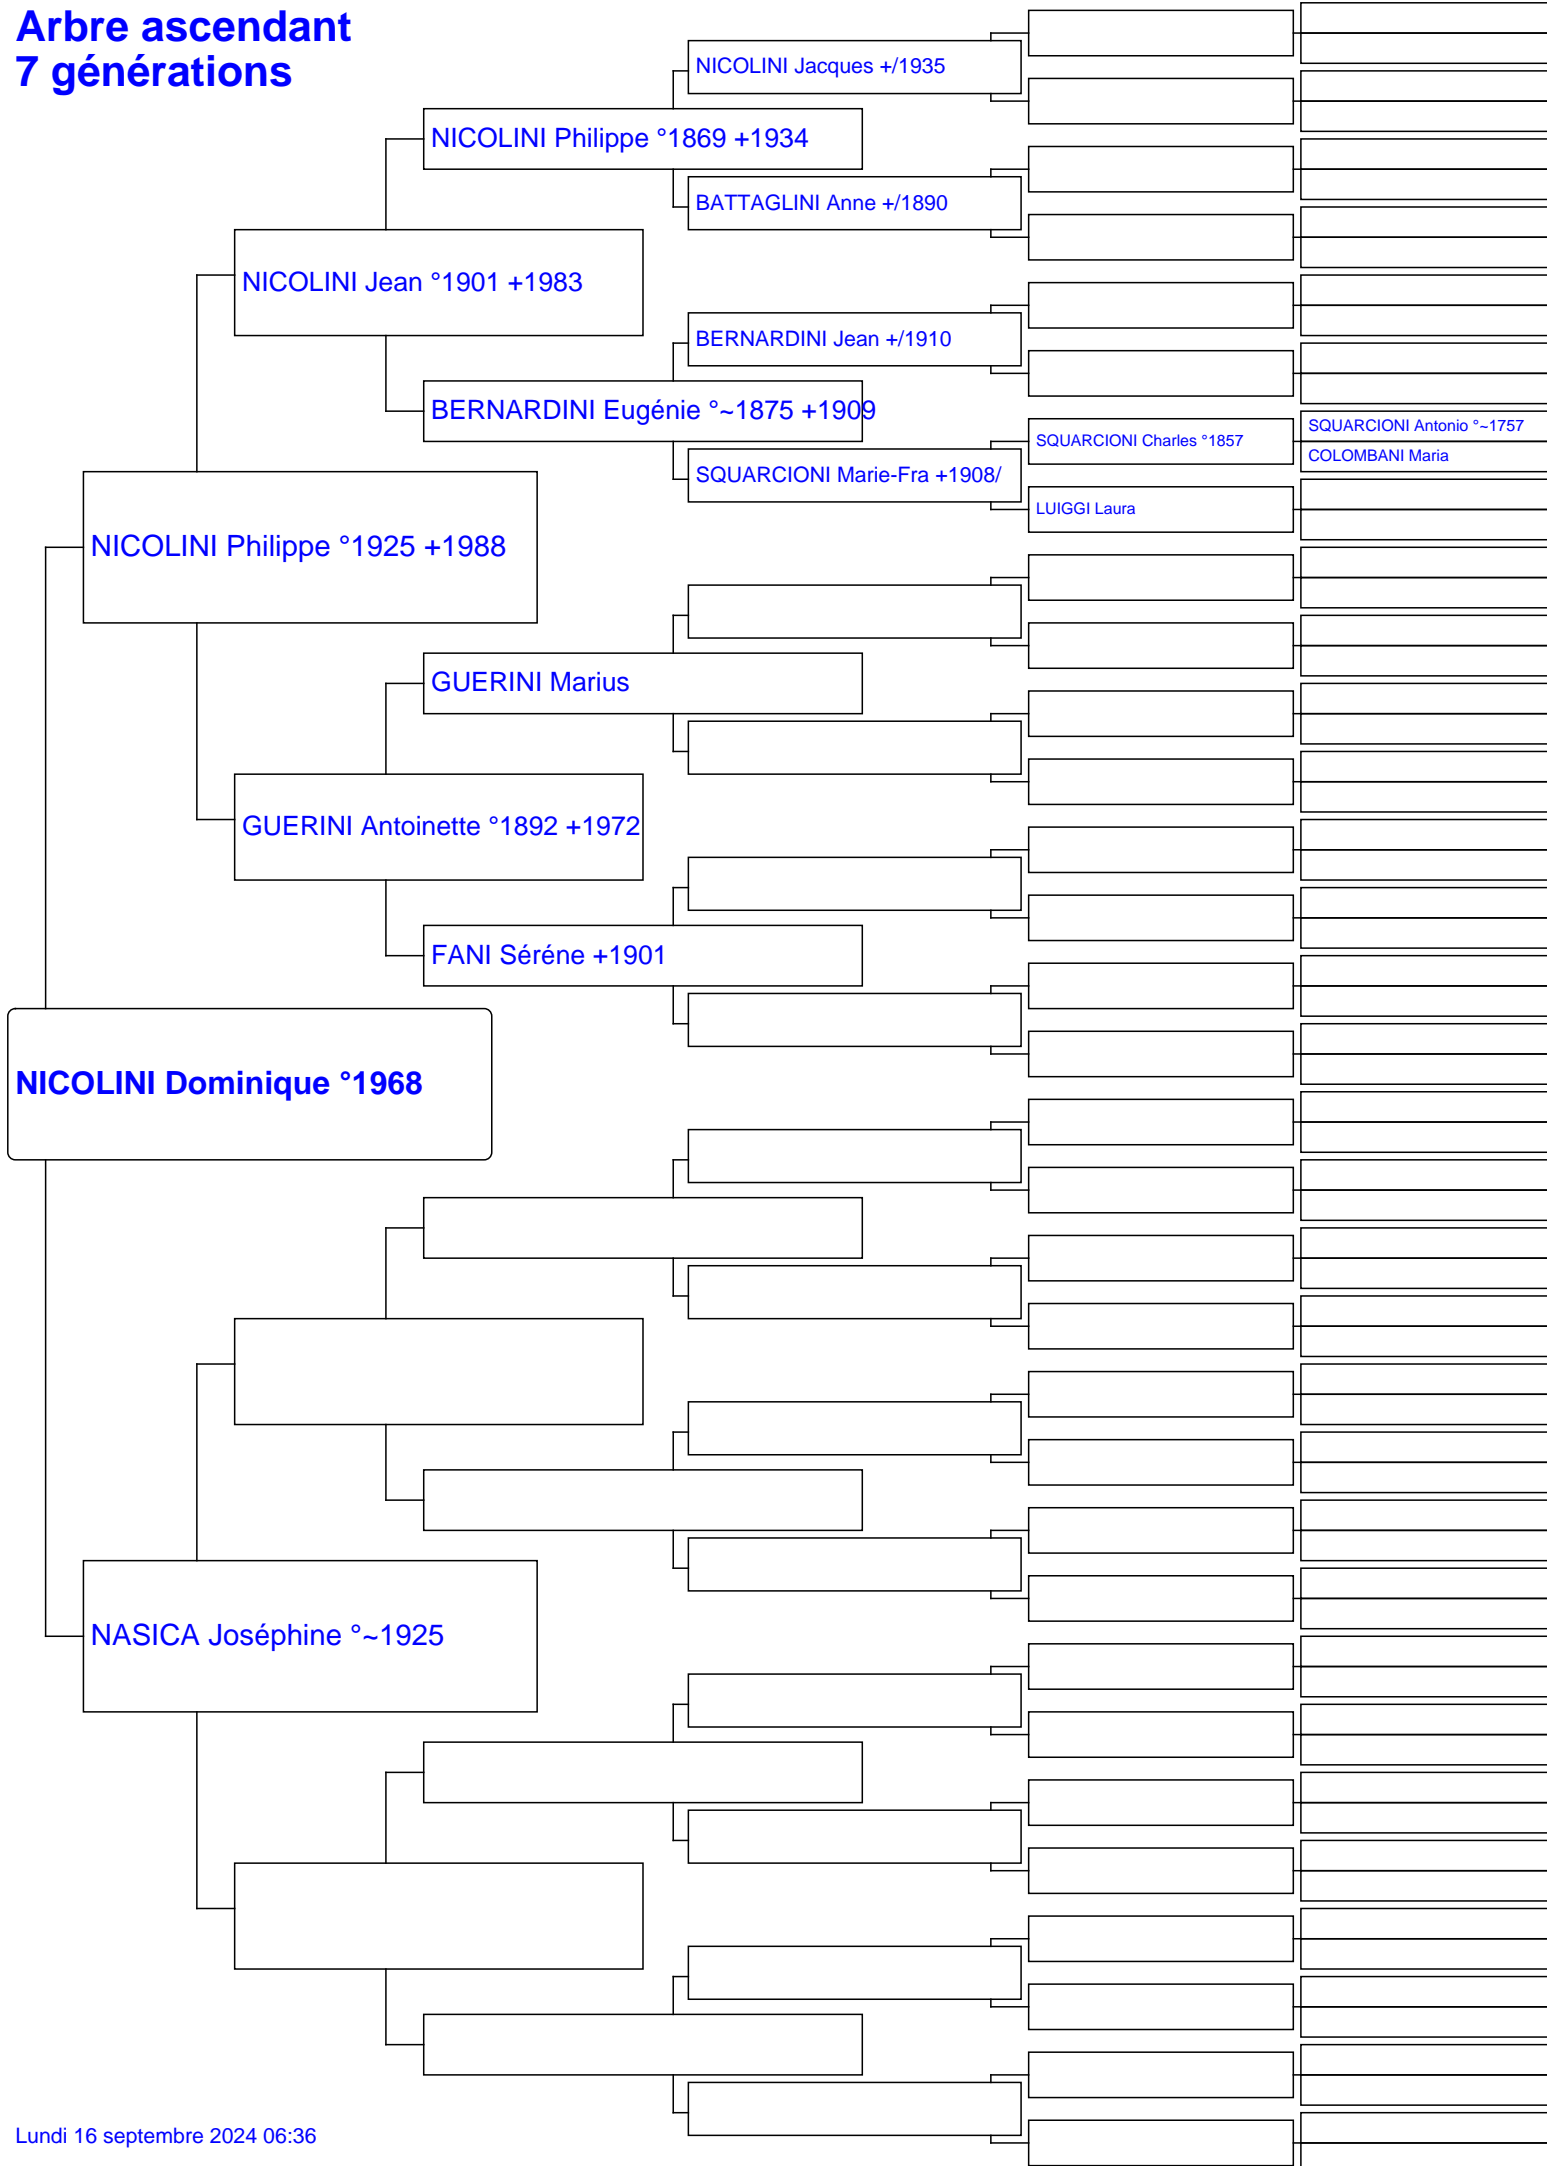 Arbre ascendant
7 générations
NICOLINI Jacques +/1935
NICOLINI Philippe °1869 +1934
BATTAGLINI Anne +/1890
NICOLINI Jean °1901 +1983
BERNARDINI Jean +/1910
BERNARDINI Eugénie °~1875 +1909
SQUARCIONI Antonio °~1757
SQUARCIONI Charles °1857
COLOMBANI Maria
SQUARCIONI Marie-Fra +1908/
LUIGGI Laura
NICOLINI Philippe °1925 +1988
GUERINI Marius
GUERINI Antoinette °1892 +1972
FANI Séréne +1901
NICOLINI Dominique °1968
NASICA Joséphine °~1925
Lundi 16 septembre 2024 06:36